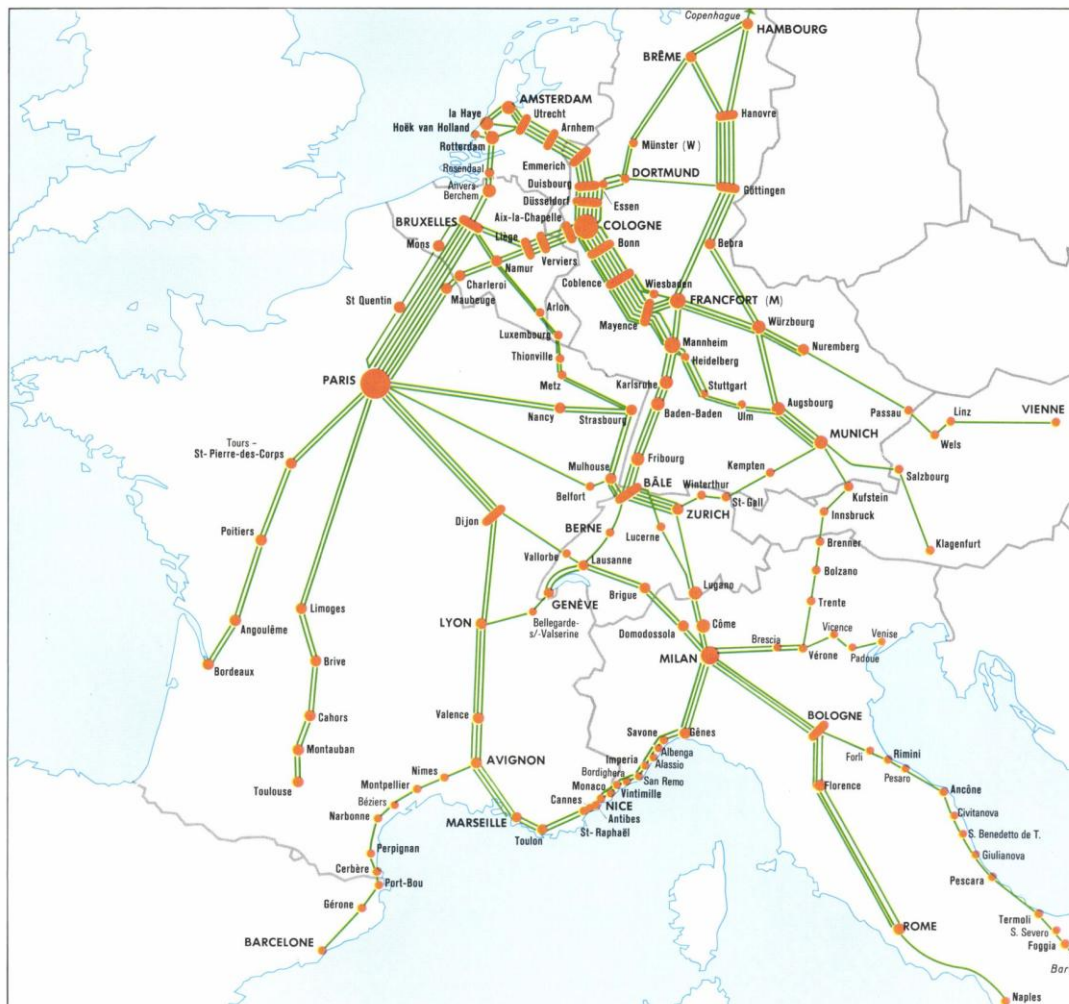 Copenhague
HAMBOURG
BRÊME
Hanovre
AMSTERDAM
la Haye
Utrecht
Hoëk van Holland
Arnhem
Rotterdam
Münster (W)
Emmerich
Rosendaal
DORTMUND
Duisbourg
Göttingen
Anvers-
Berchem
Düsseldorf
Essen
Aix-la-Chapelle
BRUXELLES
COLOGNE
Liège
Bonn
Mons
Bebra
Verviers
Namur
Coblence
Wiesbaden
Charleroi
Maubeuge
FRANCFORT (M)
St Quentin
Arlon
Mayence
Würzbourg
Luxembourg
Mannheim
Nuremberg
Thionville
Heidelberg
Metz
PARIS
Karlsruhe
Stuttgart
Nancy
Strasbourg
Baden-Baden
Ulm
Augsbourg
Passau
Linz
VIENNE
Wels
MUNICH
Tours -
St-Pierre-des-Corps
Fribourg
Mulhouse
Kempten
Salzbourg
Belfort
BÂLE
Winterthur
St-Gall
Kufstein
ZURICH
Innsbruck
Dijon
BERNE
Lucerne
Poitiers
Brenner
Klagenfurt
Vallorbe
Lausanne
Bolzano
Lugano
Brigue
GENÈVE
Trente
Limoges
Bellegarde-
s/-Valserine
LYON
Angoulême
Domodossola
Côme
Vicence
Venise
Brescia
Vérone
Padoue
MILAN
Brive
Bordeaux
Valence
Cahors
BOLOGNE
Savone
Gênes
Albenga
Forli
Rimini
Montauban
Alassio
Imperia
Pesaro
AVIGNON
Bordighera
San Remo
Toulouse
Nimes
Monaco
Vintimille
Florence
Montpellier
Ancône
Béziers
Cannes
NICE
Civitanova
Narbonne
Antibes
MARSEILLE
St-Raphaël
S. Benedetto de T.
Toulon
Perpignan
Giulianova
Cerbère
Port-Bou
Pescara
Gérone
Termoli
ROME
S. Severo
BARCELONE
Foggia
Bar
Naples